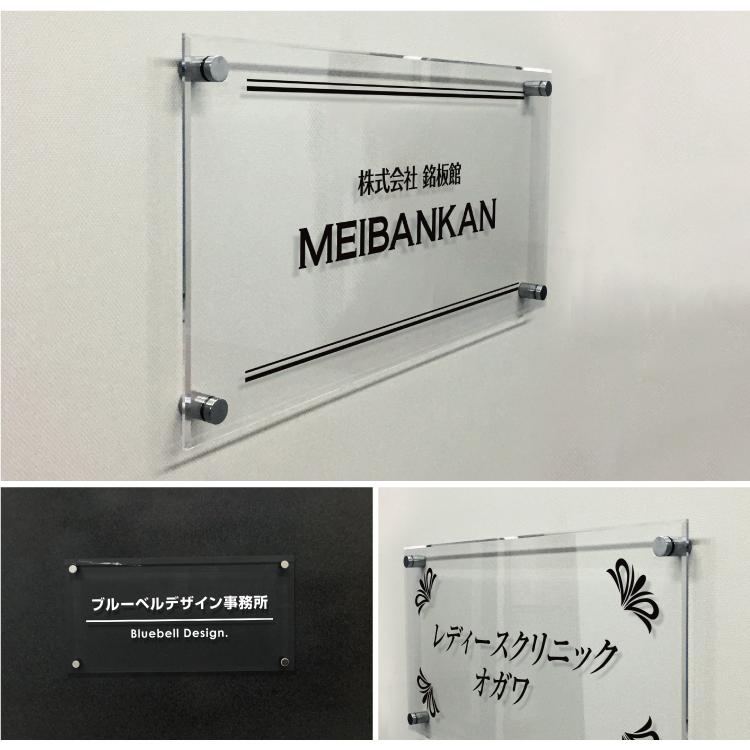 株式会社 銘板館
MEIBANKAN
ブルーベルデザイン事務所
Bluebell Design.
レディースクリニック
オガワ